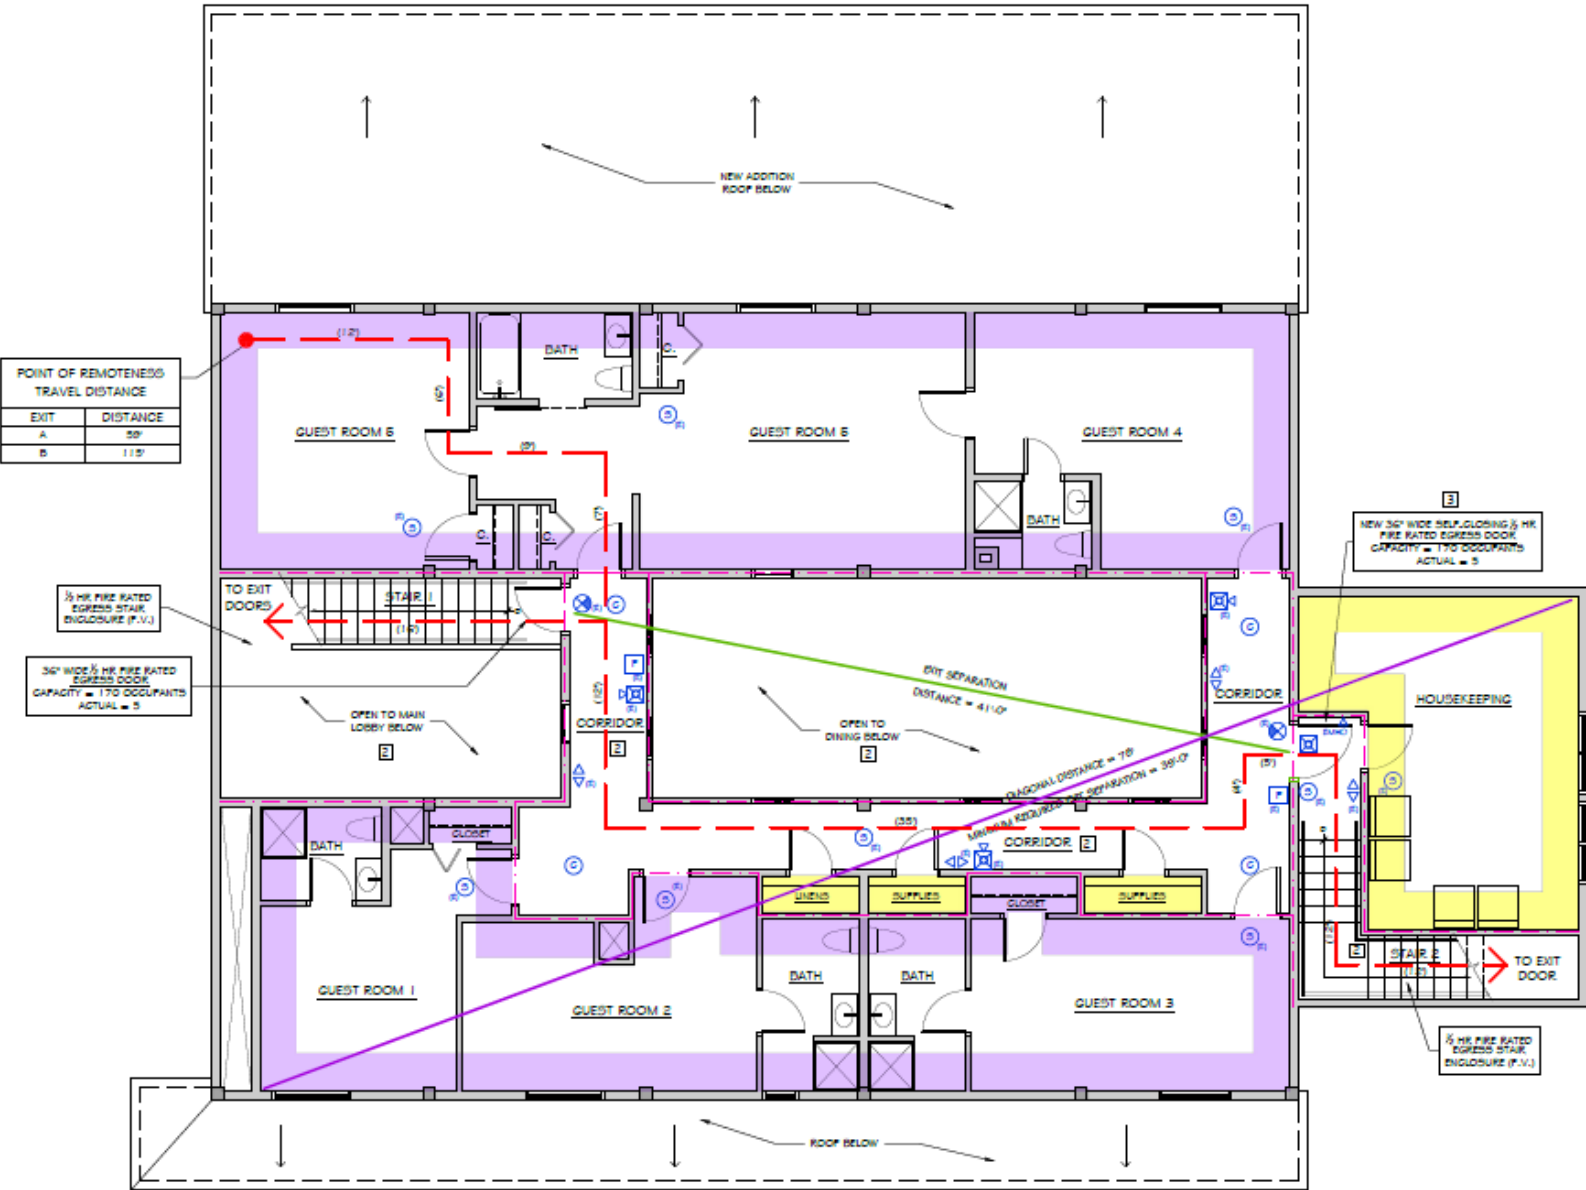 NEW ADDITION
ROOF BELOW
POINT OF REMOTENESS
TRAVEL DISTANCE
EXIT DISTANCE
A
B 115'
(12')
(6')
(9')
(7')
BATH
C.
GUEST ROOM 5
GUEST ROOM 4
BATH
C.
C.
3
NEW 36" WIDE SELF-CLOSING ½ HR
FIRE RATED EGRESS DOOR
CAPACITY = 170 OCCUPANTS
ACTUAL = 5
½ HR FIRE RATED
EGRESS STAIR
ENCLOSURE (P.V.)
TO EXIT
DOORS
STAIR 1
36" WIDE ½ HR FIRE RATED
EGRESS DOOR
CAPACITY = 170 OCCUPANTS
ACTUAL = 5
OPEN TO MAIN
LOBBY BELOW
2
(12')
CORRIDOR
2
EXIT SEPARATION
DISTANCE = 41'-0"
OPEN TO
DINING BELOW
2
CORRIDOR
HOUSEKEEPING
DIAGONAL DISTANCE = 78'
MINIMUM REQUIRED EXIT SEPARATION = 39'-0"
(35')
CORRIDOR 2
BATH
CLOSET
LINENS
SUPPLIES
CLOSET
SUPPLIES
GUEST ROOM 1
GUEST ROOM 2
BATH
BATH
GUEST ROOM 3
2
STAIR 2
(12')
TO EXIT
DOOR
½ HR FIRE RATED
EGRESS STAIR
ENCLOSURE (P.V.)
ROOF BELOW